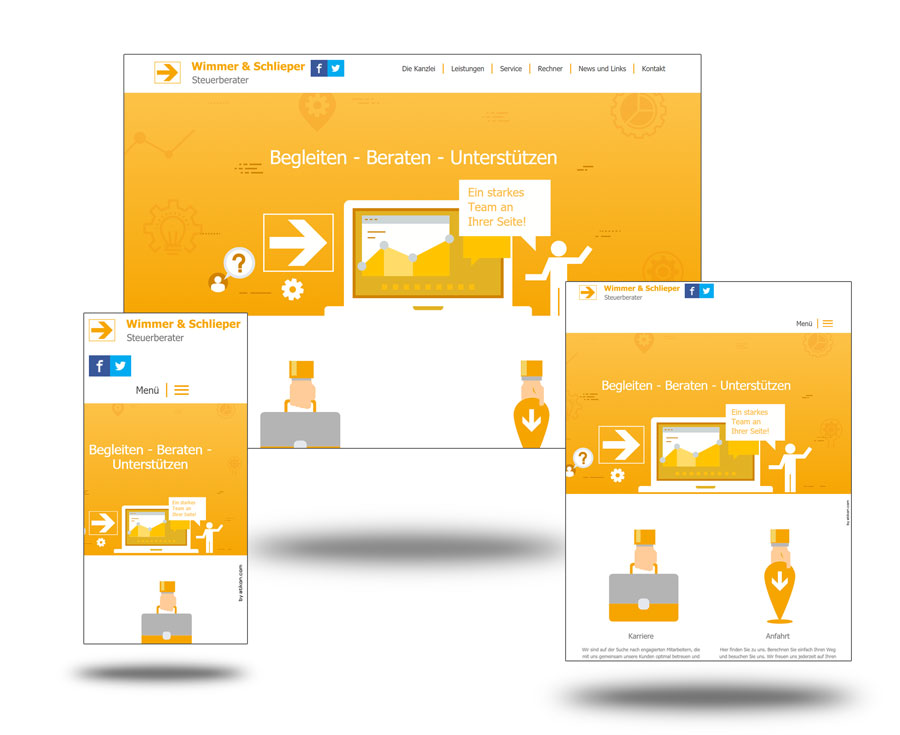 Wimmer & Schlieper
Steuerberater
Die Kanzlei
Leistungen
Service
Rechner
News und Links
Kontakt
Begleiten - Beraten - Unterstützen
Ein starkes
Team an
Ihrer Seite!
?
Wimmer & Schlieper
Steuerberater
Menü
Begleiten - Beraten -
Unterstützen
Ein starkes
Team an
Ihrer Seite!
by atikon.com
Wimmer & Schlieper
Steuerberater
Menü
Begleiten - Beraten - Unterstützen
Ein starkes
Team an
Ihrer Seite!
?
by atikon.com
Karriere
Wir sind auf der Suche nach engagierten Mitarbeitern, die
mit uns gemeinsam unsere Kunden optimal betreuen und
Anfahrt
Hier finden Sie zu uns. Berechnen Sie einfach Ihren Weg
und besuchen Sie uns. Wir freuen uns jederzeit auf Ihren